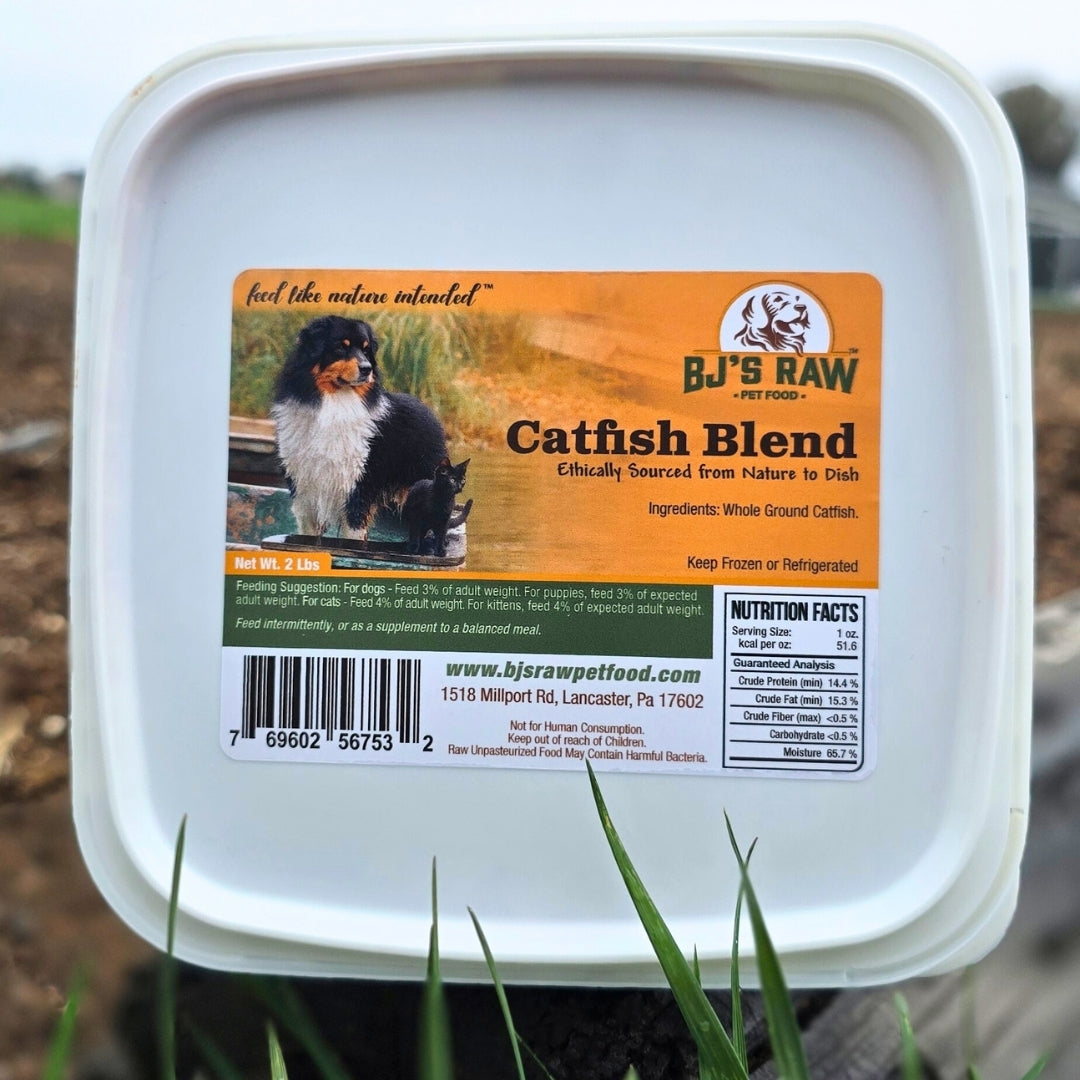 feed like nature intended™
BJ'S RAW™
- PET FOOD -
Catfish Blend
Ethically Sourced from Nature to Dish
Ingredients: Whole Ground Catfish.
Keep Frozen or Refrigerated
Net Wt. 2 Lbs
Feeding Suggestion: For dogs - Feed 3% of adult weight. For puppies, feed 3% of expected
adult weight. For cats - Feed 4% of adult weight. For kittens, feed 4% of expected adult weight.
Feed intermittently, or as a supplement to a balanced meal.
7 69602 56753 2
www.bjsrawpetfood.com
1518 Millport Rd, Lancaster, Pa 17602
Not for Human Consumption.
Keep out of reach of Children.
Raw Unpasteurized Food May Contain Harmful Bacteria.
NUTRITION FACTS
Serving Size: 1 oz.
kcal per oz: 51.6
Guaranteed Analysis
Crude Protein (min) 14.4 %
Crude Fat (min) 15.3 %
Crude Fiber (max) <0.5 %
Carbohydrate <0.5 %
Moisture 65.7 %